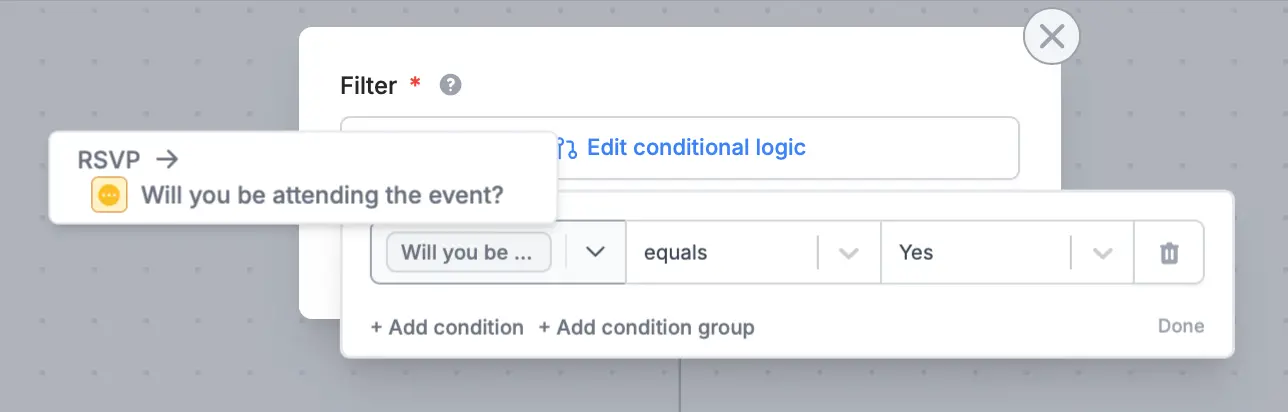 Filter *
Edit conditional logic
RSVP →
Will you be attending the event?
Will you be ... equals Yes
+ Add condition + Add condition group Done